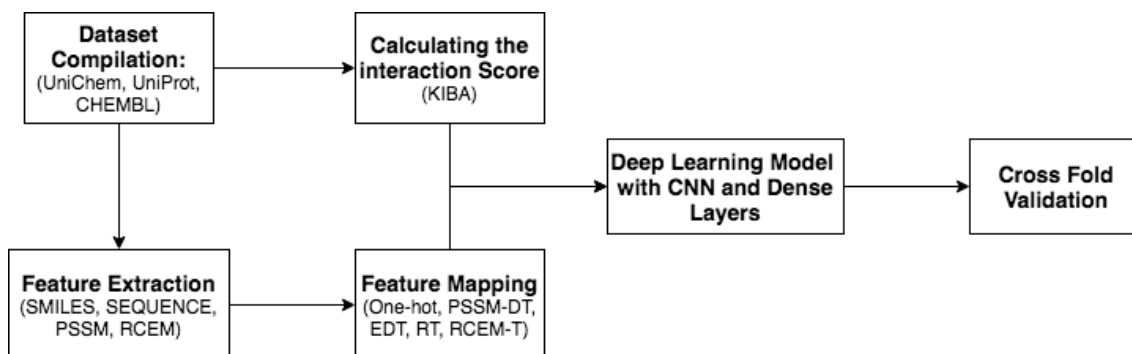 Dataset
Compilation:
(UniChem, UniProt,
CHEMBL)
Calculating the
interaction Score
(KIBA)
Deep Learning Model
with CNN and Dense
Layers
Cross Fold
Validation
Feature Extraction
(SMILES, SEQUENCE,
PSSM, RCEM)
Feature Mapping
(One-hot, PSSM-DT,
EDT, RT, RCEM-T)